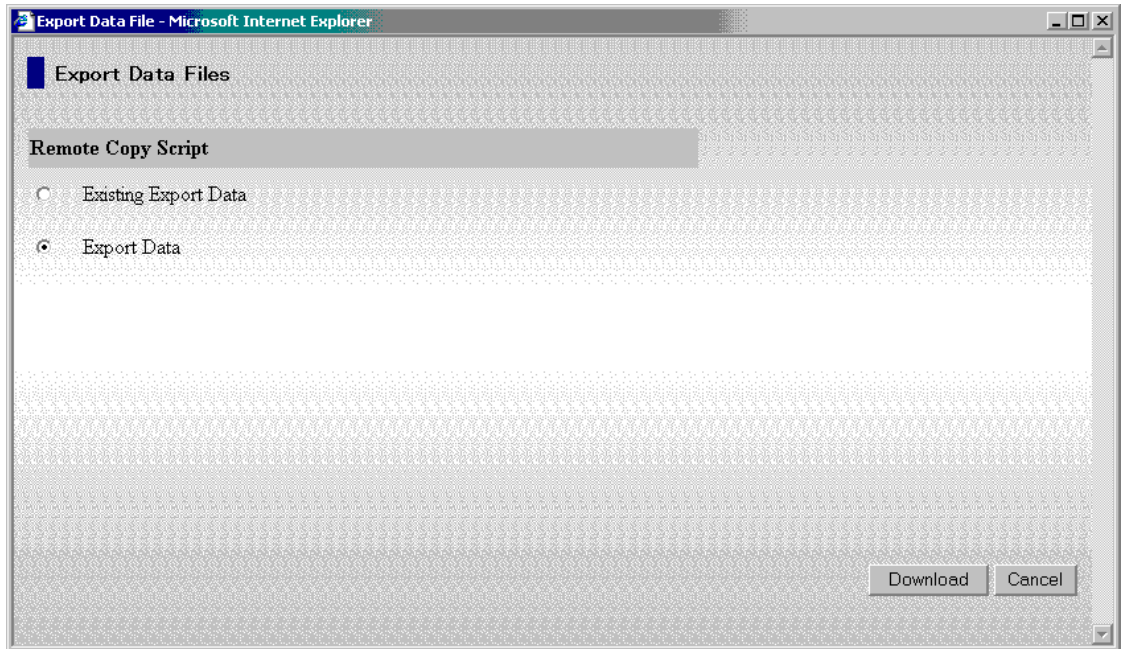 Export Data File - Microsoft Internet Explorer
Export Data Files
Remote Copy Script
Existing Export Data
Export Data
Download Cancel